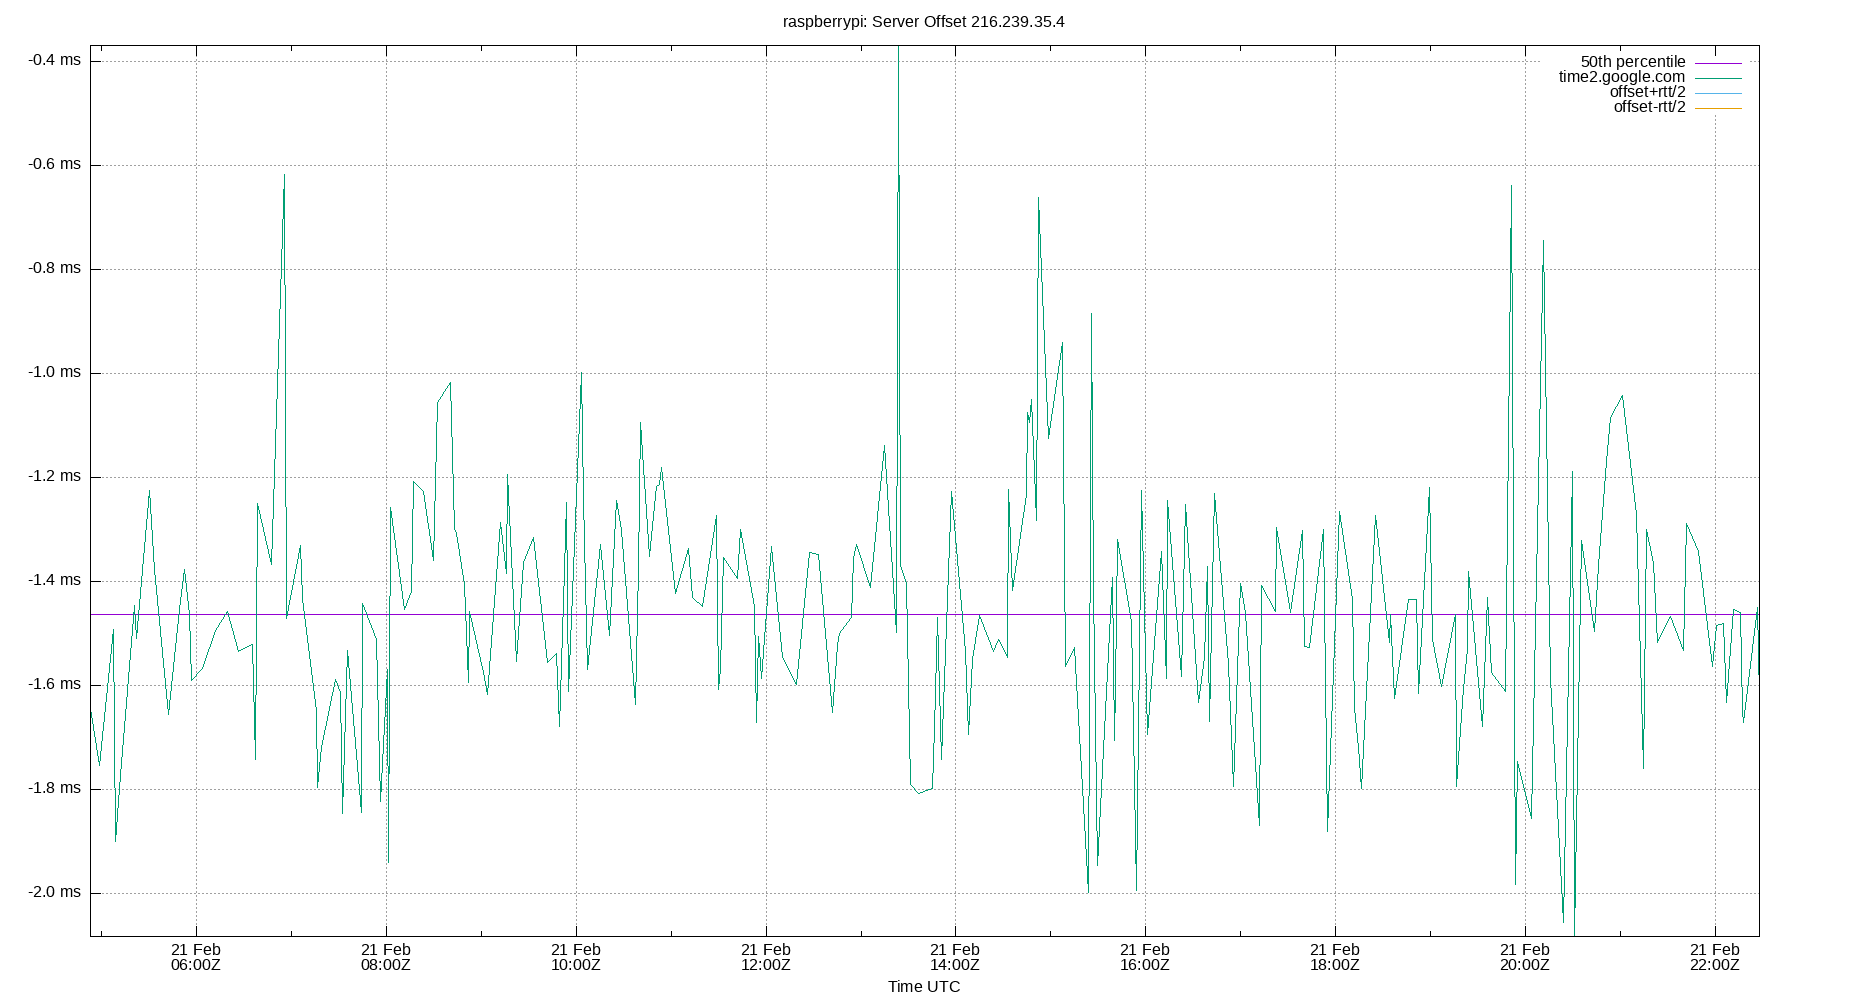 raspberrypi: Server Offset 216.239.35.4
-0.4 ms
-0.6 ms
-0.8 ms
-1.0 ms
-1.2 ms
-1.4 ms
-1.6 ms
-1.8 ms
-2.0 ms
50th percentile
time2.google.com
offset+rtt/2
offset-rtt/2
21 Feb
06:00Z
21 Feb
08:00Z
21 Feb
10:00Z
21 Feb
12:00Z
21 Feb
14:00Z
21 Feb
16:00Z
21 Feb
18:00Z
21 Feb
20:00Z
21 Feb
22:00Z
Time UTC